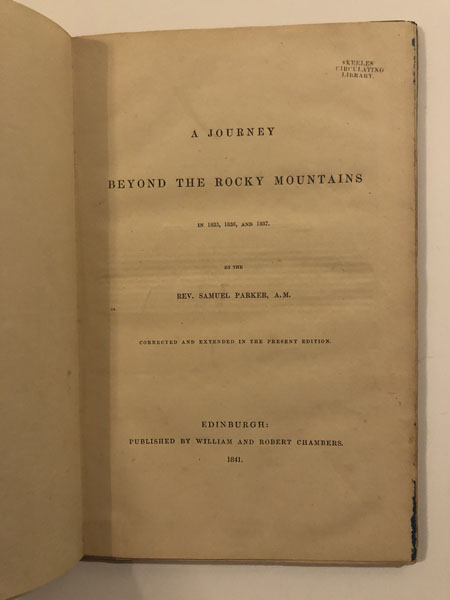 SKEELES'
CIRCULATING
LIBRARY.
A JOURNEY
BEYOND THE ROCKY MOUNTAINS
IN 1835, 1836, AND 1837.
BY THE
REV. SAMUEL PARKER, A.M.
CORRECTED AND EXTENDED IN THE PRESENT EDITION.
EDINBURGH:
PUBLISHED BY WILLIAM AND ROBERT CHAMBERS.
1841.